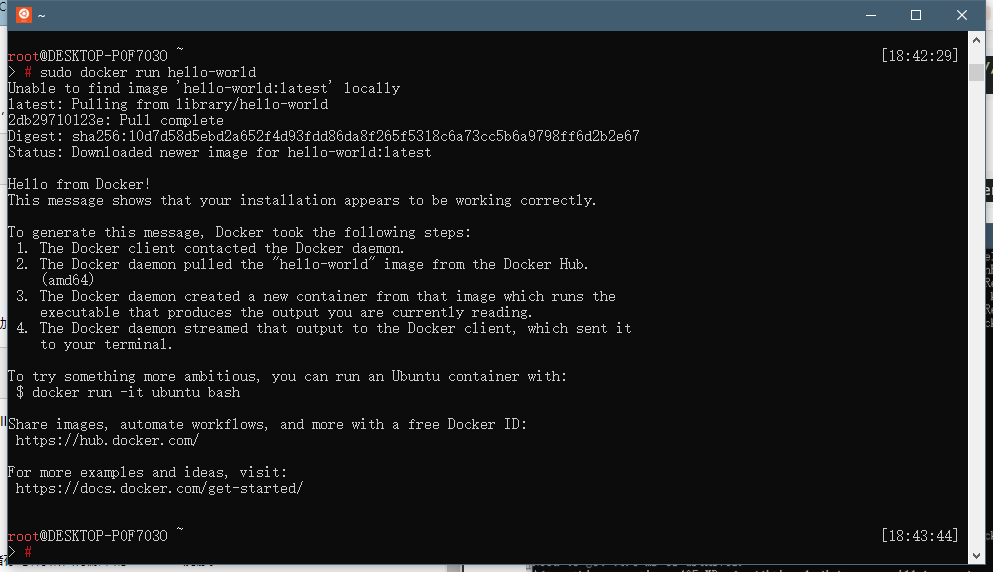 ~
root@DESKTOP-P0F703O ~ [18:42:29]
> # sudo docker run hello-world
Unable to find image 'hello-world:latest' locally
latest: Pulling from library/hello-world
2db29710123e: Pull complete
Digest: sha256:10d7d58d5ebd2a652f4d93fdd86da8f265f5318c6a73cc5b6a9798ff6d2b2e67
Status: Downloaded newer image for hello-world:latest
Hello from Docker!
This message shows that your installation appears to be working correctly.
To generate this message, Docker took the following steps:
1. The Docker client contacted the Docker daemon.
2. The Docker daemon pulled the "hello-world" image from the Docker Hub.
(amd64)
3. The Docker daemon created a new container from that image which runs the
executable that produces the output you are currently reading.
4. The Docker daemon streamed that output to the Docker client, which sent it
to your terminal.
To try something more ambitious, you can run an Ubuntu container with:
$ docker run -it ubuntu bash
Share images, automate workflows, and more with a free Docker ID:
https://hub.docker.com/
For more examples and ideas, visit:
https://docs.docker.com/get-started/
root@DESKTOP-P0F703O ~ [18:43:44]
> #